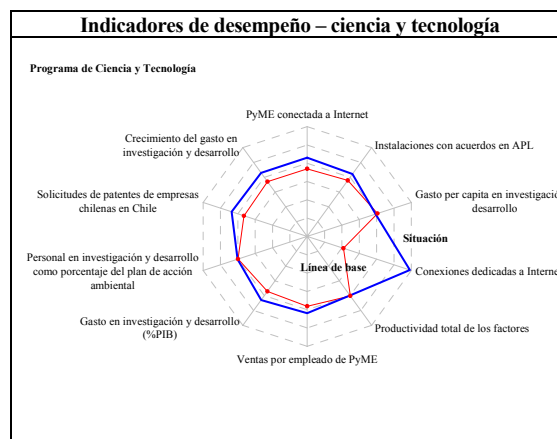 Indicadores de desempeño – ciencia y tecnología
Programa de Ciencia y Tecnología
PyME conectada a Internet
Crecimiento del gasto en
investigación y desarrollo
Instalaciones con acuerdos en APL
Solicitudes de patentes de empresas
chilenas en Chile
Gasto per capita en investigació
desarrollo
Situación
Personal en investigación y desarrollo
como porcentaje del plan de acción
ambiental
Línea de base
Conexiones dedicadas a Interne
Gasto en investigación y desarrollo
(%PIB)
Productividad total de los factores
Ventas por empleado de PyME